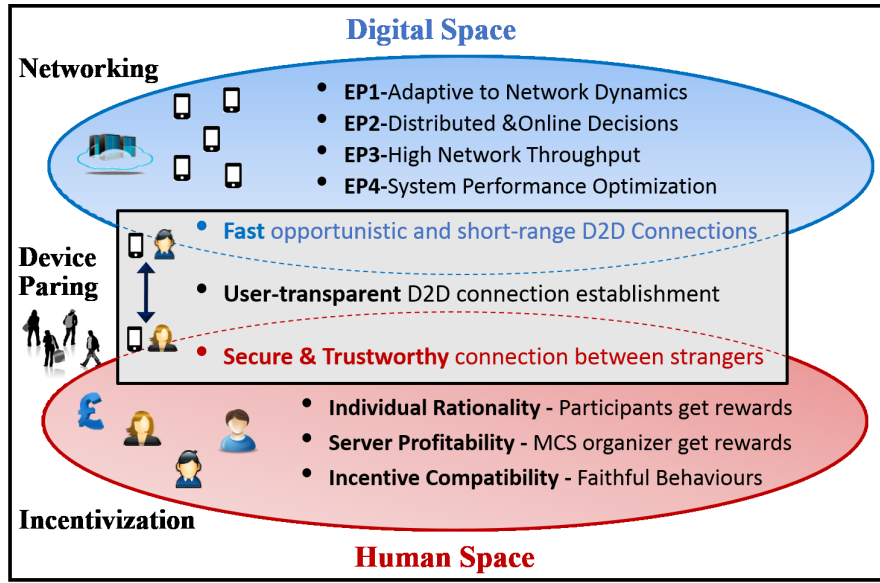 Digital Space
Networking
• EP1-Adaptive to Network Dynamics
• EP2-Distributed &Online Decisions
• EP3-High Network Throughput
• EP4-System Performance Optimization
• Fast opportunistic and short-range D2D Connections
Device
Paring
• User-transparent D2D connection establishment
• Secure & Trustworthy connection between strangers
£
• Individual Rationality - Participants get rewards
• Server Profitability - MCS organizer get rewards
• Incentive Compatibility - Faithful Behaviours
Incentivization
Human Space